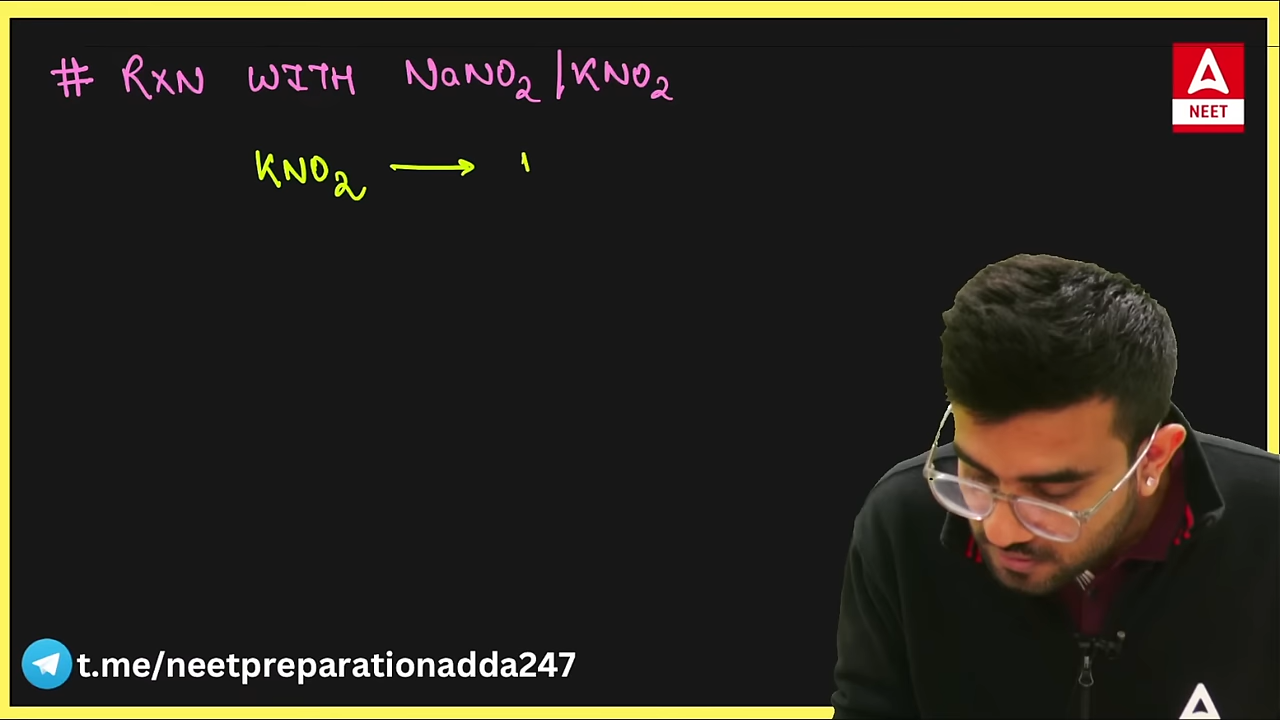 # RXN WITH NaNO₂ | KNO₂
KNO₂ →
A
NEET
t.me/neetpreparationadda247